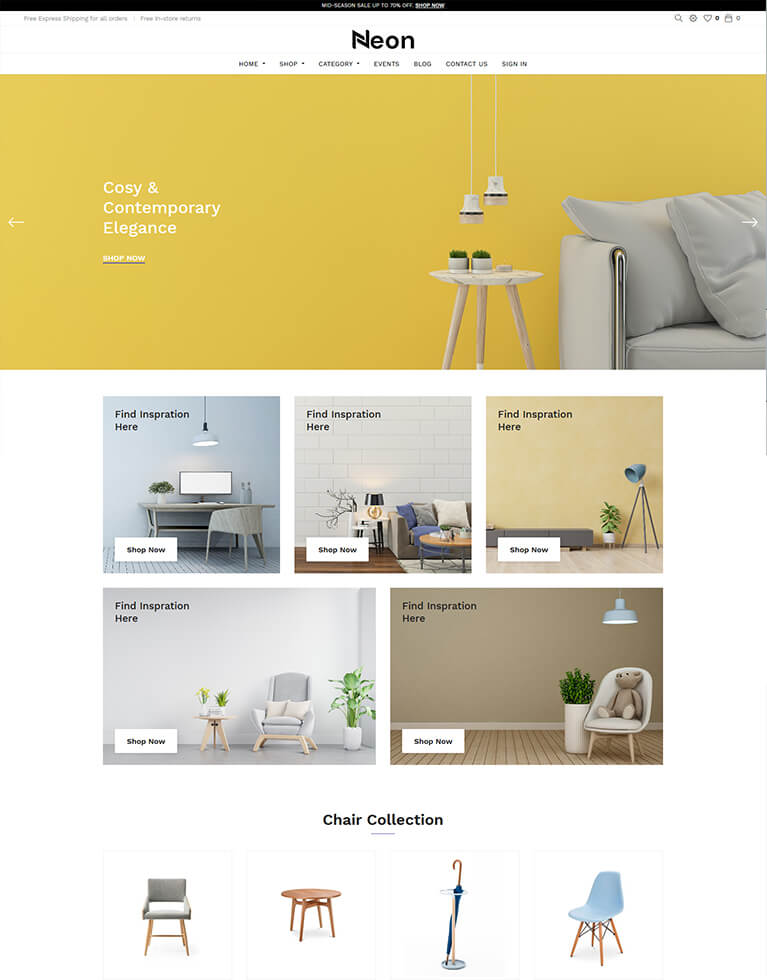 MID-SEASON SALE UP TO 70% OFF. SHOP NOW
Free Express Shipping for all orders | Free In-store returns
0 0
Neon
HOME SHOP CATEGORY EVENTS BLOG CONTACT US SIGN IN
Cosy &
Contemporary
Elegance
SHOP NOW
Find Inspration
Here
Shop Now
Find Inspration
Here
Shop Now
Find Inspration
Here
Shop Now
Find Inspration
Here
Shop Now
Find Inspration
Here
Shop Now
Chair Collection